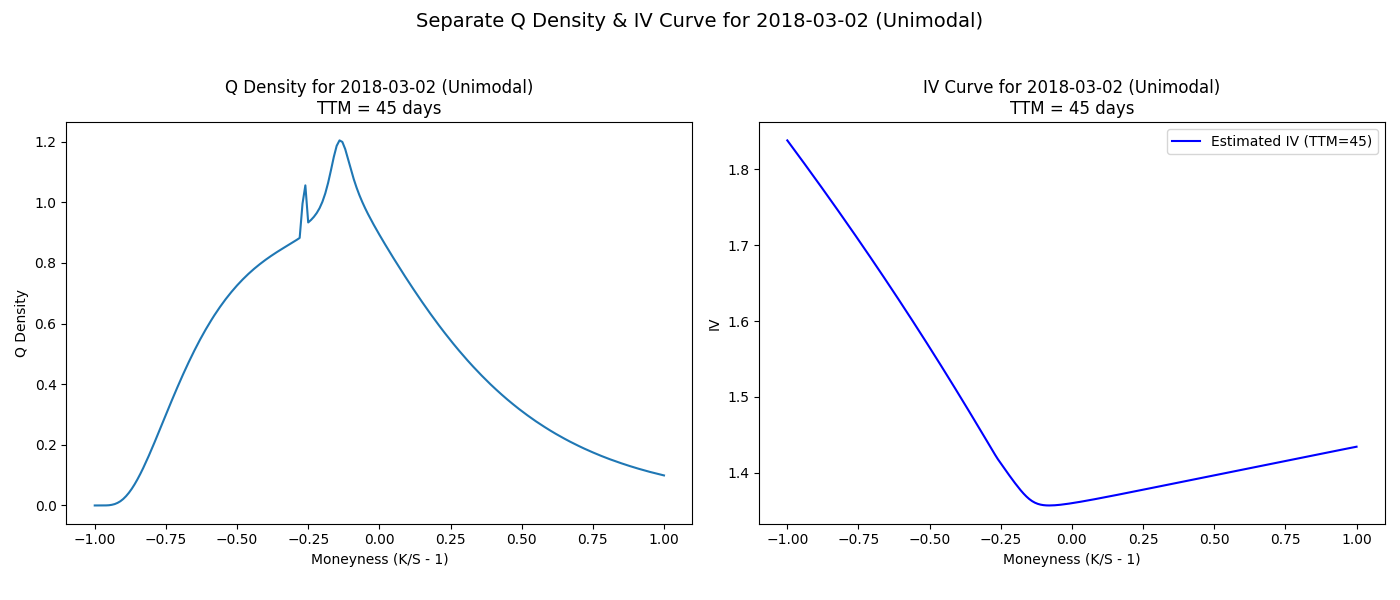 Separate Q Density & IV Curve for 2018-03-02 (Unimodal)
Q Density for 2018-03-02 (Unimodal)
TTM = 45 days
Q Density
1.2
1.0
0.8
0.6
0.4
0.2
0.0
−1.00 −0.75 −0.50 −0.25 0.00 0.25 0.50 0.75 1.00
Moneyness (K/S - 1)
IV Curve for 2018-03-02 (Unimodal)
TTM = 45 days
Estimated IV (TTM=45)
IV
1.8
1.7
1.6
1.5
1.4
−1.00 −0.75 −0.50 −0.25 0.00 0.25 0.50 0.75 1.00
Moneyness (K/S - 1)